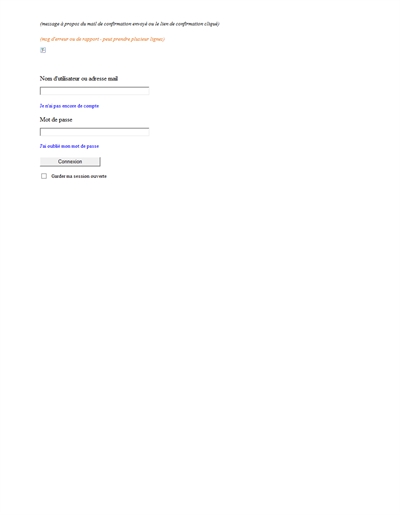 (message à propos du mail de confirmation envoyé ou le lien de confirmation cliqué)
(msg d'erreur ou de rapport - peut prendre plusieur lignes)
Nom d'utilisateur ou adresse mail
Je n'ai pas encore de compte
Mot de passe
J'ai oublié mon mot de passe
Connexion
Garder ma session ouverte